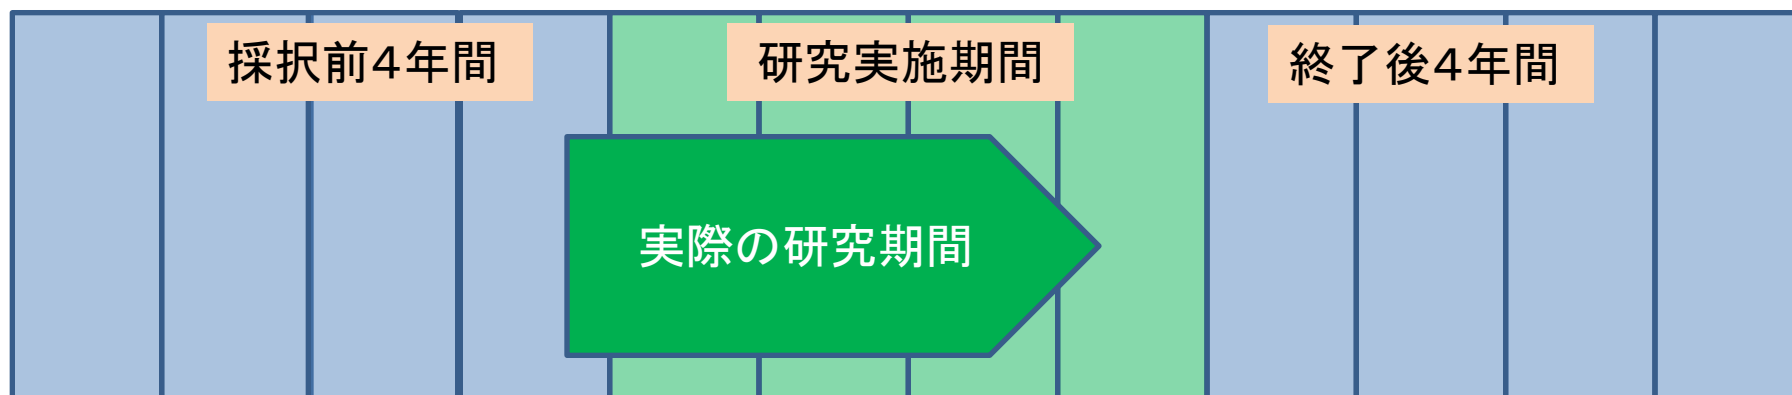 採択前４年間
研究実施期間
終了後４年間
実際の研究期間